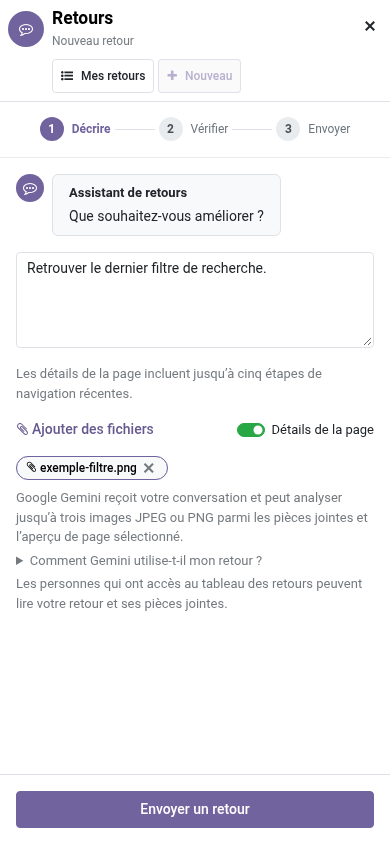 Retours
Nouveau retour
Mes retours
Nouveau
1 Décrire
2 Vérifier
3 Envoyer
Assistant de retours
Que souhaitez-vous améliorer ?
Retrouver le dernier filtre de recherche.
Les détails de la page incluent jusqu’à cinq étapes de
navigation récentes.
Ajouter des fichiers
Détails de la page
exemple-filtre.png
Google Gemini reçoit votre conversation et peut analyser
jusqu’à trois images JPEG ou PNG parmi les pièces jointes et
l’aperçu de page sélectionné.
Comment Gemini utilise-t-il mon retour ?
Les personnes qui ont accès au tableau des retours peuvent
lire votre retour et ses pièces jointes.
Envoyer un retour